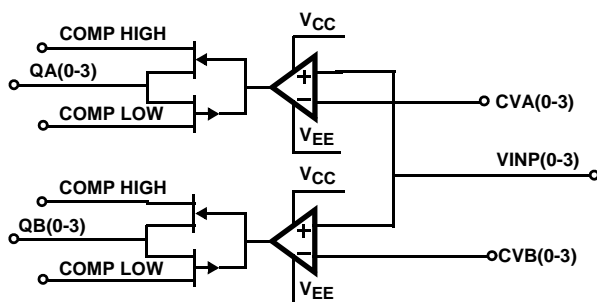 COMP HIGH
VCC
QA(0-3)
+
−
CVA(0-3)
COMP LOW
VEE
VINP(0-3)
COMP HIGH
VCC
QB(0-3)
+
−
CVB(0-3)
COMP LOW
VEE